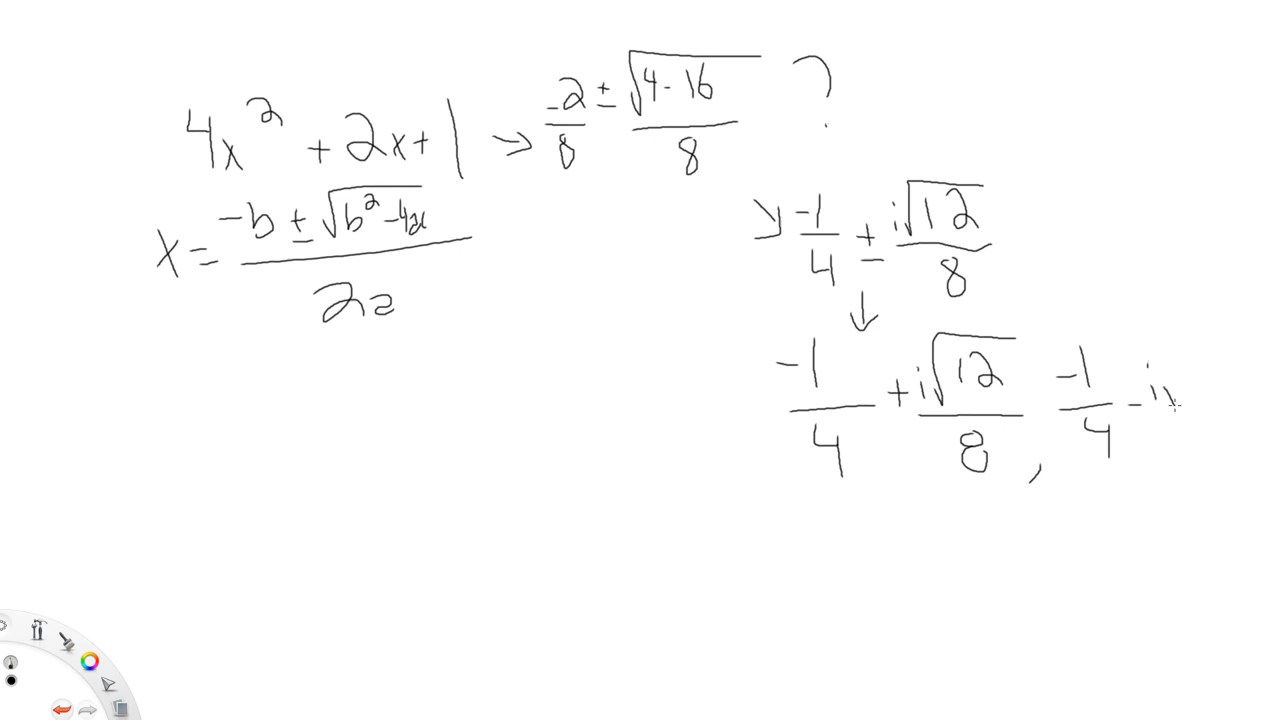 4x² + 2x + 1 → -2/8 ± √(4-16)/8 ?
x = (-b ± √(b² - 4ac))/2a
→ -1/4 ± i√12/8
↓
-1/4 + i√12/8 , -1/4 - i